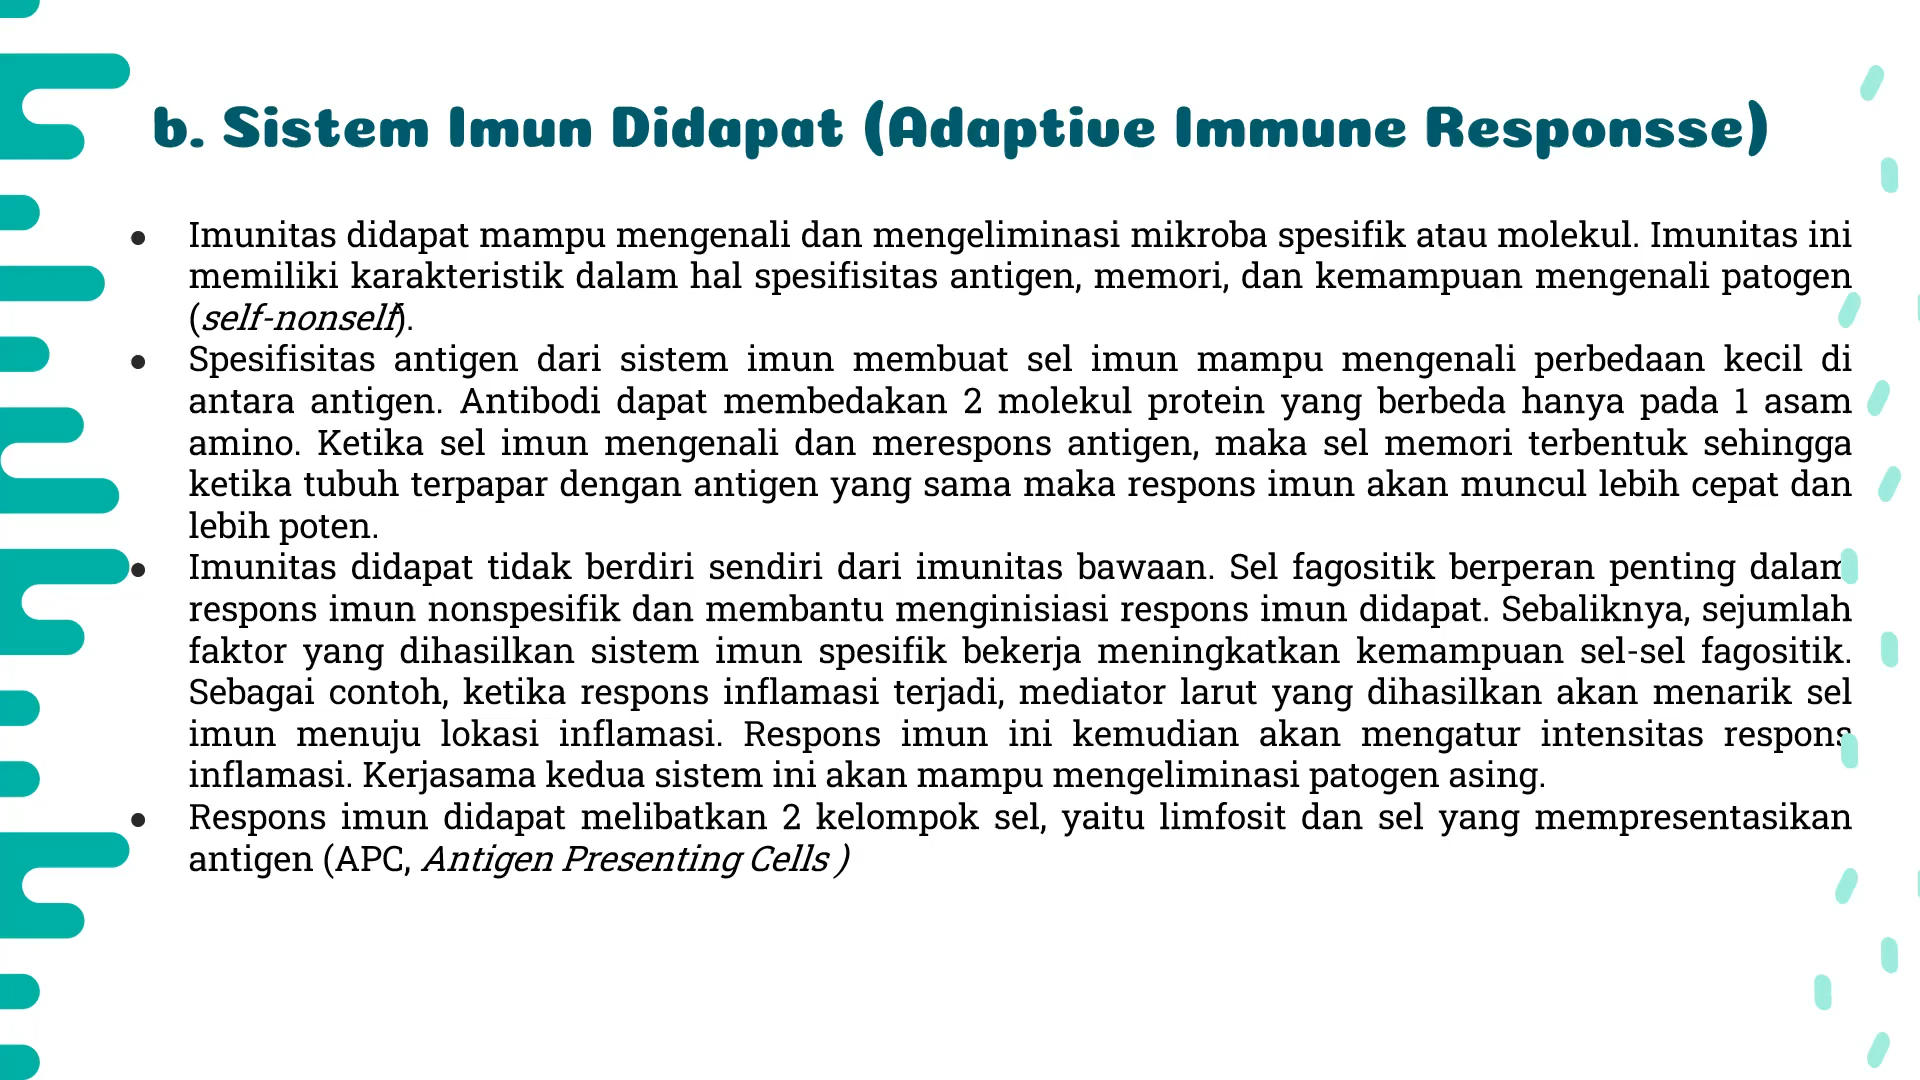 b. Sistem Imun Didapat (Adaptive Immune Responsse)
● Imunitas didapat mampu mengenali dan mengeliminasi mikroba spesifik atau molekul. Imunitas ini
memiliki karakteristik dalam hal spesifisitas antigen, memori, dan kemampuan mengenali patogen
(self-nonself).
● Spesifisitas antigen dari sistem imun membuat sel imun mampu mengenali perbedaan kecil di
antara antigen. Antibodi dapat membedakan 2 molekul protein yang berbeda hanya pada 1 asam
amino. Ketika sel imun mengenali dan merespons antigen, maka sel memori terbentuk sehingga
ketika tubuh terpapar dengan antigen yang sama maka respons imun akan muncul lebih cepat dan
lebih poten.
● Imunitas didapat tidak berdiri sendiri dari imunitas bawaan. Sel fagositik berperan penting dalam
respons imun nonspesifik dan membantu menginisiasi respons imun didapat. Sebaliknya, sejumlah
faktor yang dihasilkan sistem imun spesifik bekerja meningkatkan kemampuan sel-sel fagositik.
Sebagai contoh, ketika respons inflamasi terjadi, mediator larut yang dihasilkan akan menarik sel
imun menuju lokasi inflamasi. Respons imun ini kemudian akan mengatur intensitas respons
inflamasi. Kerjasama kedua sistem ini akan mampu mengeliminasi patogen asing.
● Respons imun didapat melibatkan 2 kelompok sel, yaitu limfosit dan sel yang mempresentasikan
antigen (APC, Antigen Presenting Cells )